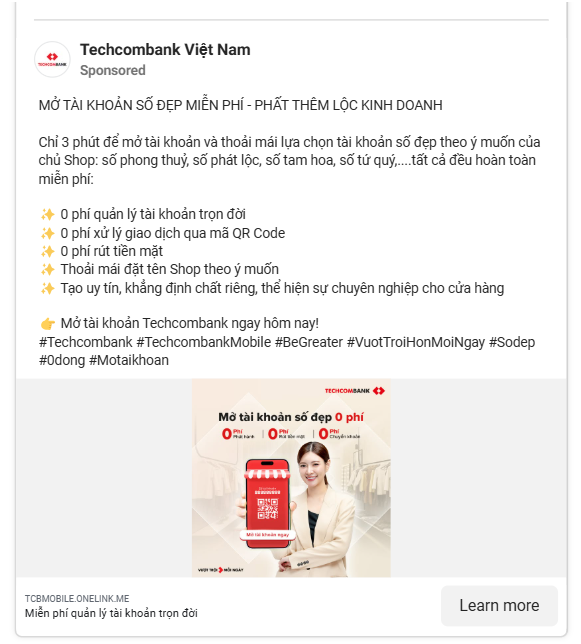 Techcombank Việt Nam
Sponsored
MỞ TÀI KHOẢN SỐ ĐẸP MIỄN PHÍ - PHẤT THÊM LỘC KINH DOANH
Chỉ 3 phút để mở tài khoản và thoải mái lựa chọn tài khoản số đẹp theo ý muốn của
chủ Shop: số phong thuỷ, số phát lộc, số tam hoa, số tứ quý,....tất cả đều hoàn toàn
miễn phí:
✨ 0 phí quản lý tài khoản trọn đời
✨ 0 phí xử lý giao dịch qua mã QR Code
✨ 0 phí rút tiền mặt
✨ Thoải mái đặt tên Shop theo ý muốn
✨ Tạo uy tín, khẳng định chất riêng, thể hiện sự chuyên nghiệp cho cửa hàng
👉 Mở tài khoản Techcombank ngay hôm nay!
#Techcombank #TechcombankMobile #BeGreater #VuotTroiHonMoiNgay #Sodep
#0dong #Motaikhoan
TECHCOMBANK
Mở tài khoản số đẹp 0 phí
0 Phí Phát hành | 0 Phí Rút tiền mặt | 0 Phí Chuyển khoản
Mở tài khoản ngay
VƯỢT TRỘI MỖI NGÀY
TCBMOBILE.ONELINK.ME
Miễn phí quản lý tài khoản trọn đời
Learn more